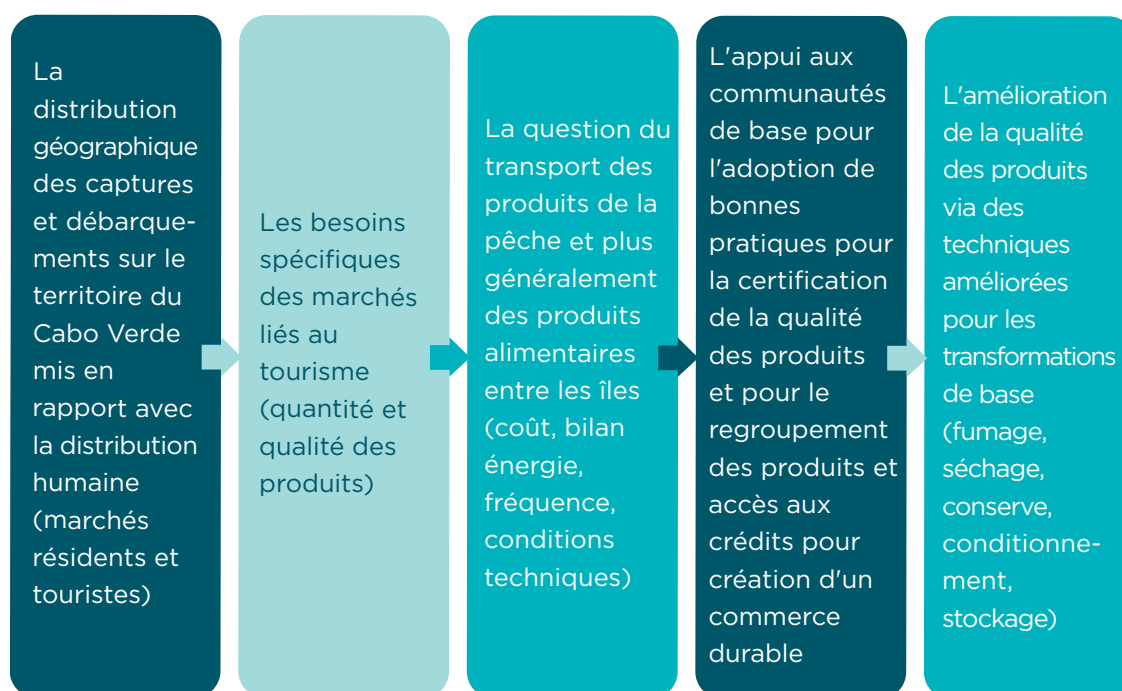 La
distribution
géographique
des captures
et débarque-
ments sur le
territoire du
Cabo Verde
mis en
rapport avec
la distribution
humaine
(marchés
résidents et
touristes)
Les besoins
spécifiques
des marchés
liés au
tourisme
(quantité et
qualité des
produits)
La question du
transport des
produits de la
pêche et plus
généralement
des produits
alimentaires
entre les îles
(coût, bilan
énergie,
fréquence,
conditions
techniques)
L'appui aux
communautés
de base pour
l'adoption de
bonnes
pratiques pour
la certification
de la qualité
des produits
et pour le
regroupement
des produits et
accès aux
crédits pour
création d'un
commerce
durable
L'amélioration
de la qualité
des produits
via des
techniques
améliorées
pour les
transformations
de base
(fumage,
séchage,
conserve,
conditionne-
ment,
stockage)